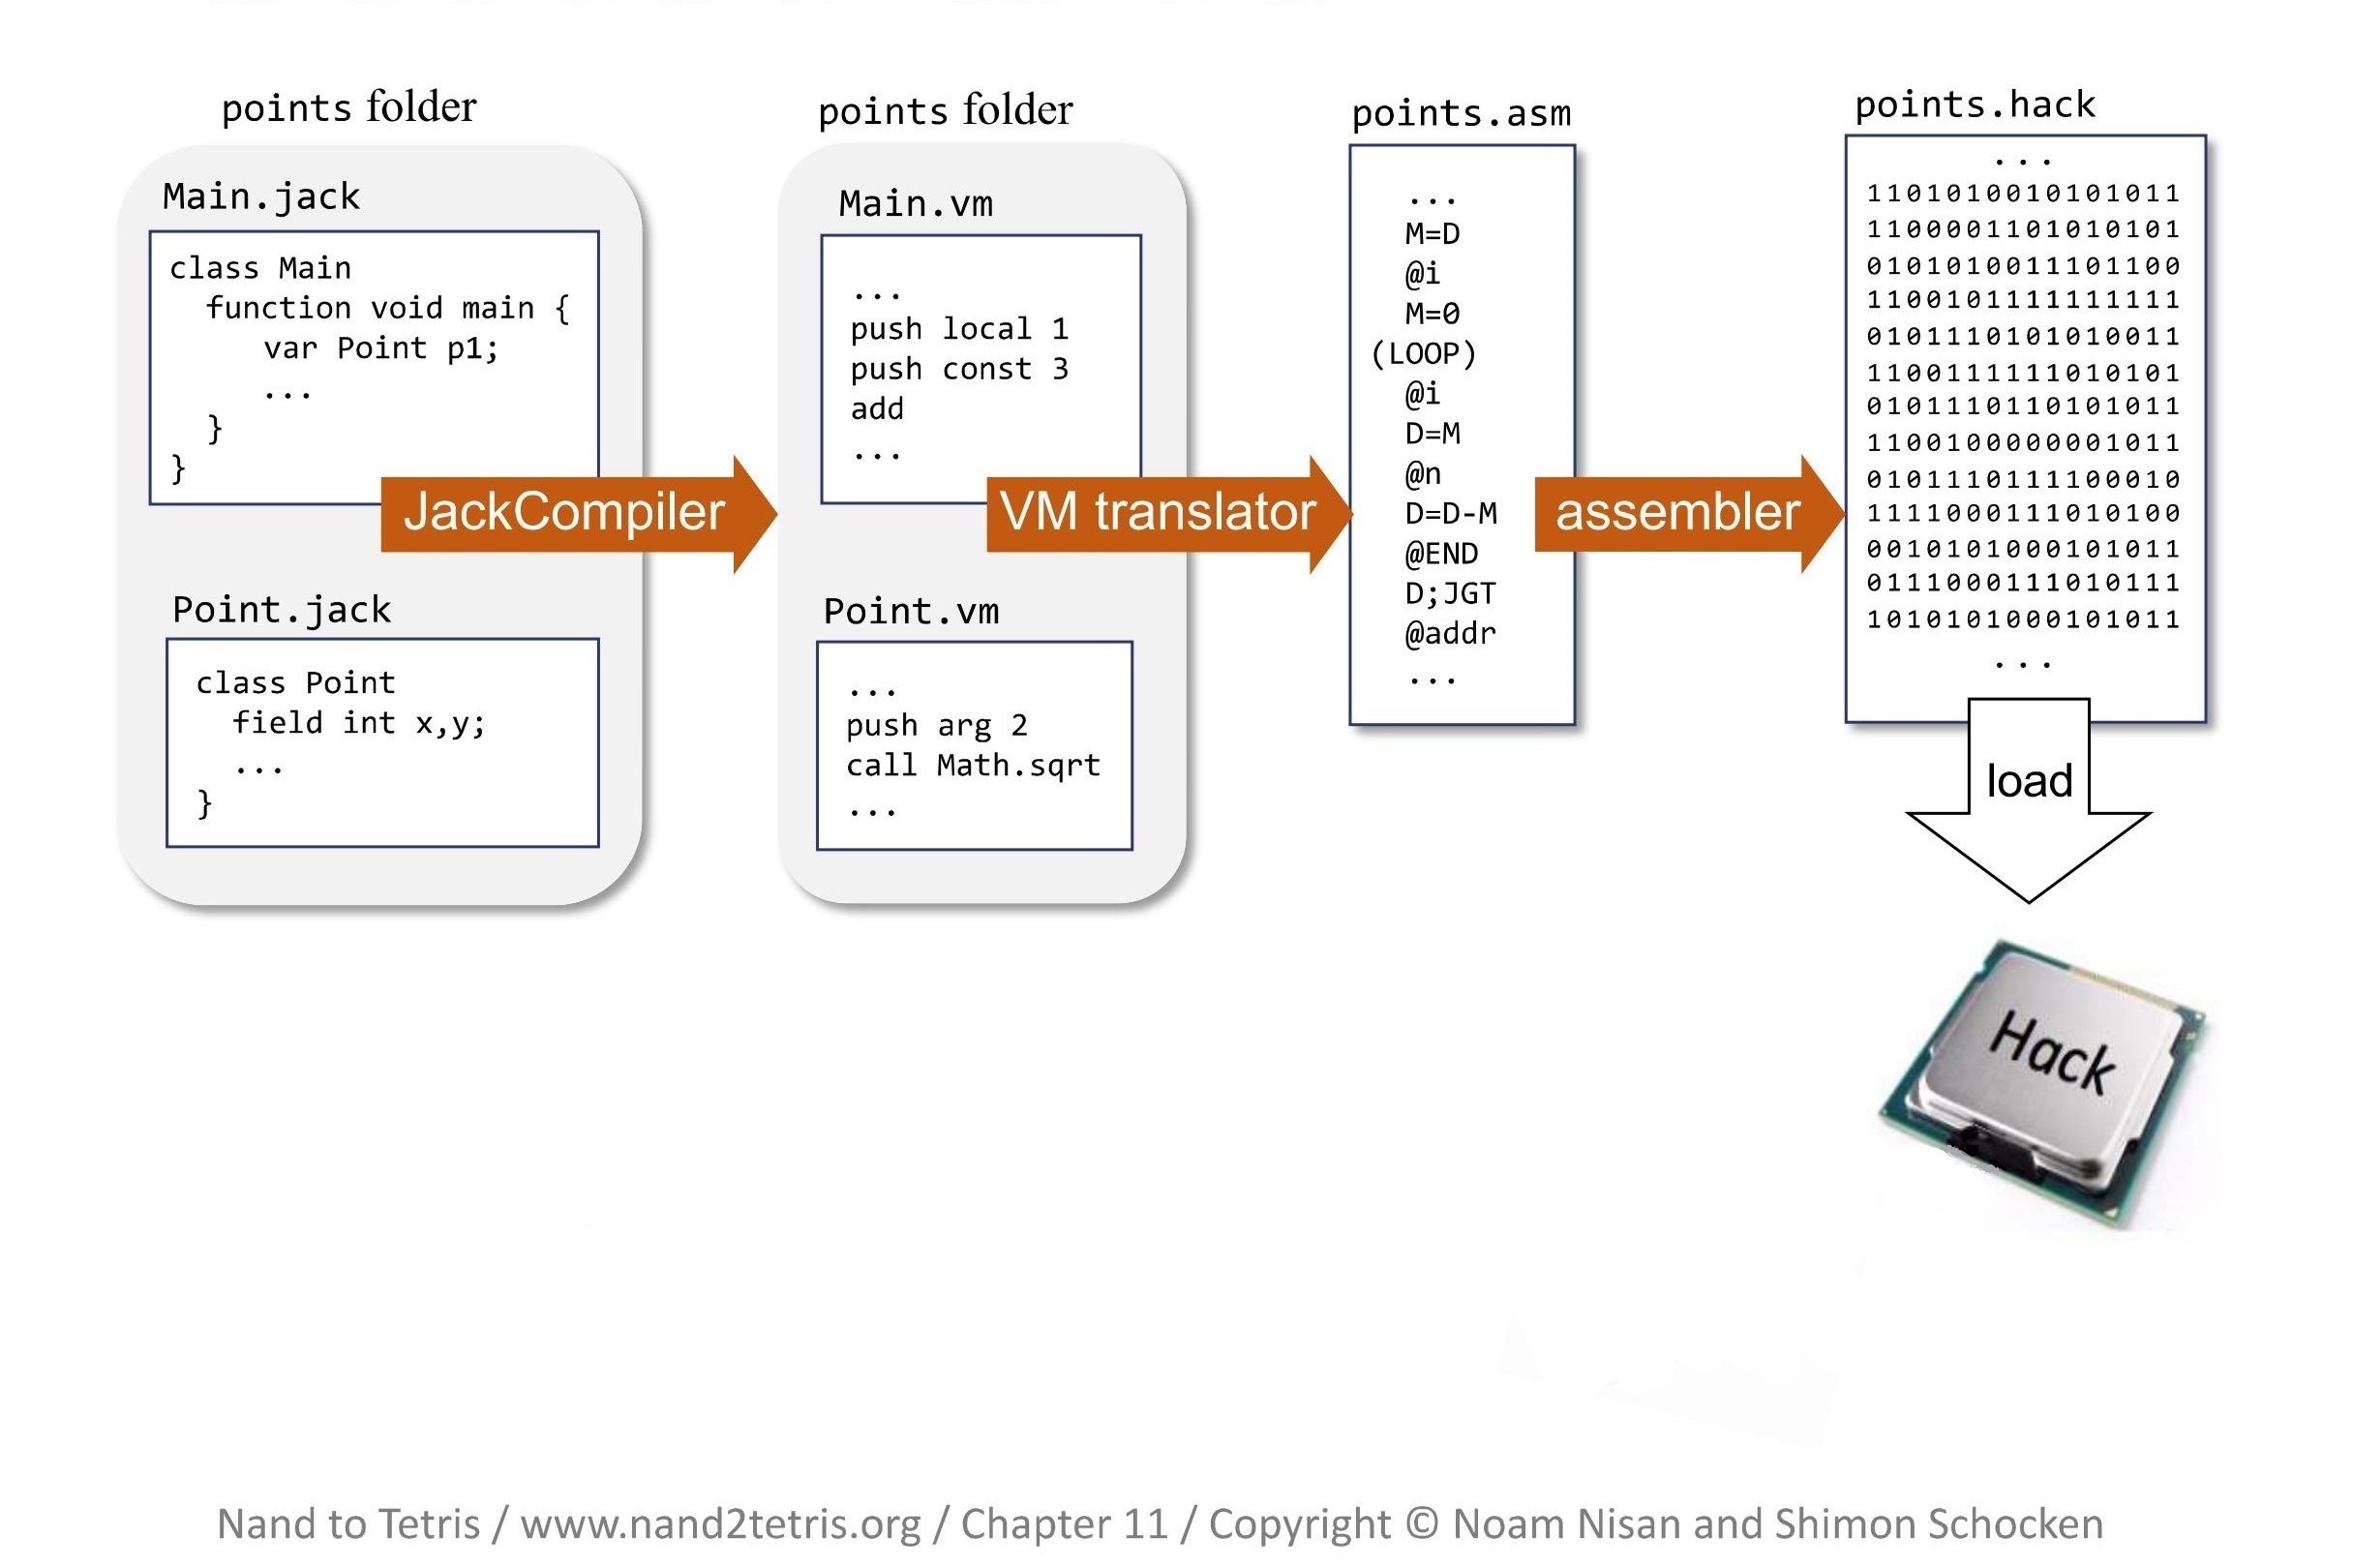 points folder
Main.jack
class Main
function void main {
var Point p1;
...
}
}
JackCompiler
Point.jack
class Point
field int x,y;
...
}
points folder
Main.vm
...
push local 1
push const 3
add
...
VM translator
Point.vm
...
push arg 2
call Math.sqrt
...
points.asm
...
M=D
@i
M=0
(LOOP)
@i
D=M
@n
D=D-M
@END
D;JGT
@addr
...
assembler
points.hack
...
1101010010101011
1100001101010101
0101010011101100
1100101111111111
0101110101010011
1100111111010101
0101110110101011
1100100000001011
0101110111100010
1111000111010100
0010101000101011
0111000111010111
1010101000101011
...
load
Hack
Nand to Tetris / www.nand2tetris.org / Chapter 11 / Copyright © Noam Nisan and Shimon Schocken